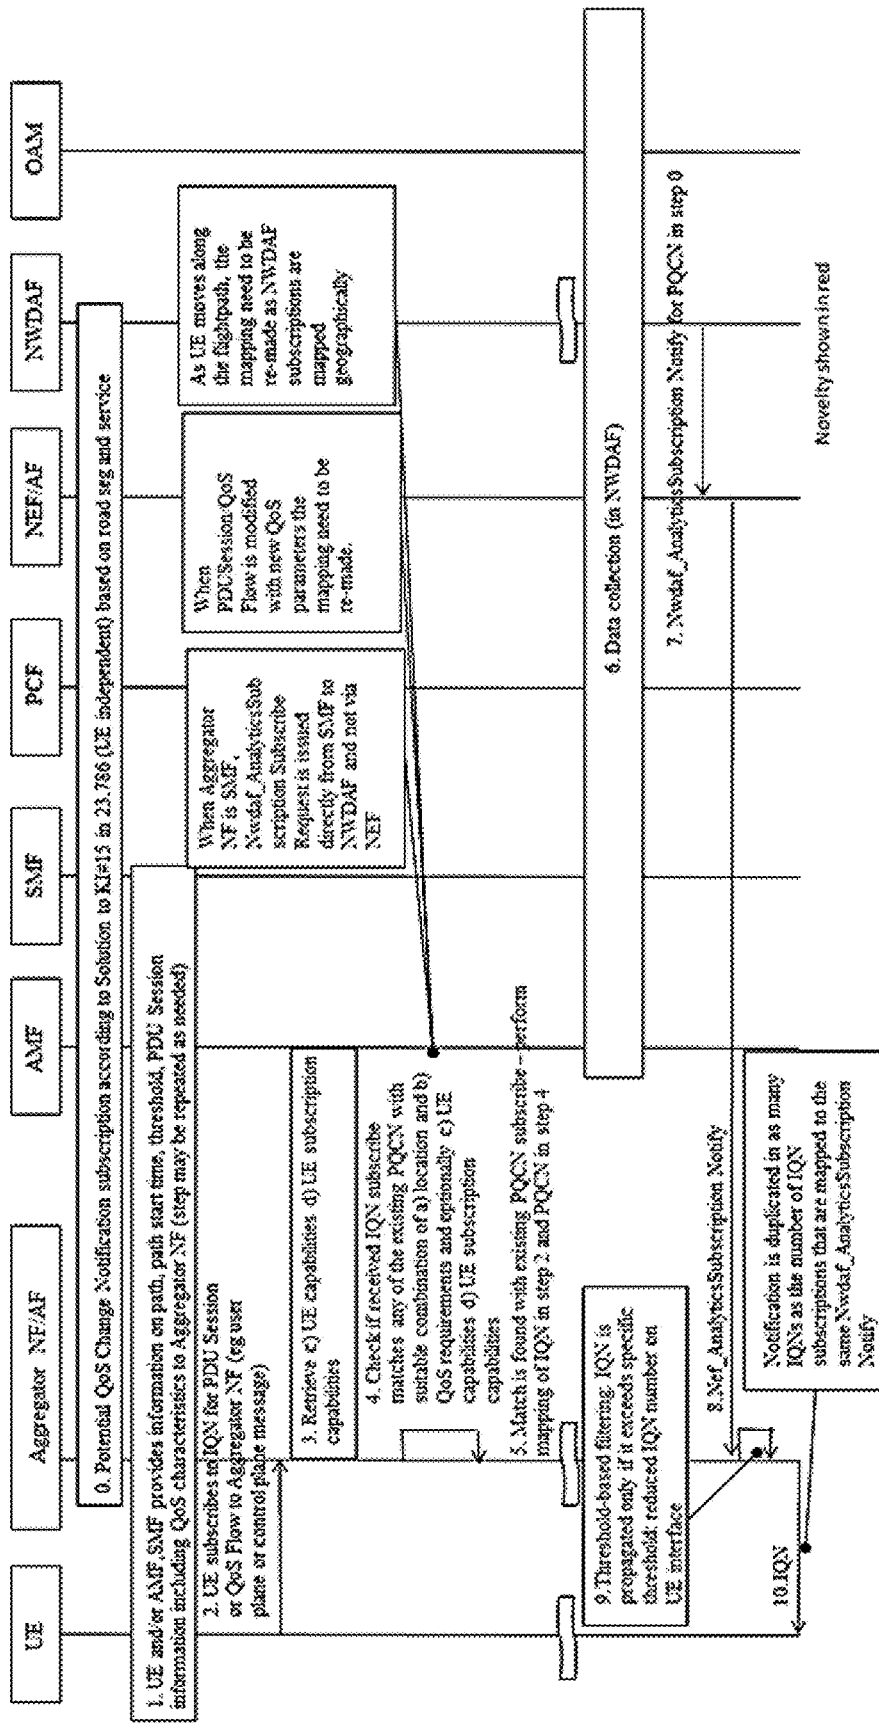 UE
Aggregator NF/AF
AMF
SMF
PCF
NEF/AF
NWDAF
OAM
0. Potential QoS Change Notification subscription according to Solution to KI#15 in 23.786 (UE independent) based on road seg and service
1. UE and/or AMF,SMF provides information on path, path start time, threshold, PDU Session
information including QoS characteristics to Aggregator NF (step may be repeated as needed)
2. UE subscribes to IQN for PDU Session
or QoS Flow to Aggregator NF (eg user
plane or control plane message)
When Aggregator
NF is SMF,
Nwdaf_AnalyticsSub
scription Subscribe
Request is issued
directly from SMF to
NWDAF and not via
NEF
When
PDUSession/QoS
Flow is modified
with new QoS
parameters the
mapping need to be
re-made.
As UE moves along
the flightpath, the
mapping need to be
re-made as NWDAF
subscriptions are
mapped
geographically
3. Retrieve c) UE capabilities d) UE subscription
capabilities
4. Check if received IQN subscribe
matches any of the existing PQCN with
suitable combination of a) location and b)
QoS requirements and optionally c) UE
capabilities d) UE subscription
capabilities
5. Match is found with existing PQCN subscribe – perform
mapping of IQN in step 2 and PQCN in step 4
6. Data collection (in NWDAF)
7. Nwdaf_AnalyticsSubscription Notify for PQCN in step 0
8.Nef_AnalyticsSubscription Notify
9.Threshold-based filtering: IQN is
propagated only if it exceeds specific
threshold: reduced IQN number on
UE interface
10.IQN
Notification is duplicated in as many
IQNs as the number of IQN
subscriptions that are mapped to the
same Nwdaf_AnalyticsSubscription
Notify
Novelty shown in red